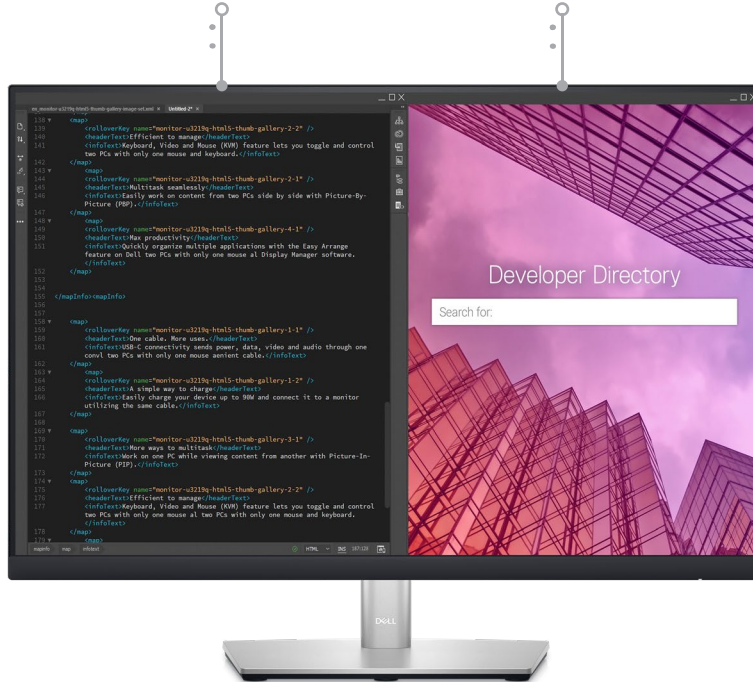 ex_monitor-u3219q-html5-thumb-gallery-image-set.xml × Untitled-2* ×
138 <map>
139 <rolloverKey name="monitor-u3219q-html5-thumb-gallery-2-2" />
140 <headerText>Efficient to manage</headerText>
141 <infoText>Keyboard, Video and Mouse (KVM) feature lets you toggle and control
two PCs with only one mouse and keyboard.</infoText>
142 </map>
143 <map>
144 <rolloverKey name="monitor-u3219q-html5-thumb-gallery-2-1" />
145 <headerText>Multitask seamlessly</headerText>
146 <infoText>Easily work on content from two PCs side by side with Picture-By-
Picture (PBP).</infoText>
147 </map>
148 <map>
149 <rolloverKey name="monitor-u3219q-html5-thumb-gallery-4-1" />
150 <headerText>Max productivity</headerText>
151 <infoText>Quickly organize multiple applications with the Easy Arrange
feature on Dell two PCs with only one mouse al Display Manager software.
</infoText>
152 </map>
153
154
155 </mapInfo><mapInfo>
156
157
158 <map>
159 <rolloverKey name="monitor-u3219q-html5-thumb-gallery-1-1" />
160 <headerText>One cable. More uses.</headerText>
161 <infoText>USB-C connectivity sends power, data, video and audio through one
convl two PCs with only one mouse aenient cable.</infoText>
162 </map>
163 <map>
164 <rolloverKey name="monitor-u3219q-html5-thumb-gallery-1-2" />
165 <headerText>A simple way to charge</headerText>
166 <infoText>Easily charge your device up to 90W and connect it to a monitor
utilizing the same cable.</infoText>
167 </map>
168
169 <map>
170 <rolloverKey name="monitor-u3219q-html5-thumb-gallery-3-1" />
171 <headerText>More ways to multitask</headerText>
172 <infoText>Work on one PC while viewing content from another with Picture-In-
Picture (PIP).</infoText>
173 </map>
174 <map>
175 <rolloverKey name="monitor-u3219q-html5-thumb-gallery-2-2" />
176 <headerText>Efficient to manage</headerText>
177 <infoText>Keyboard, Video and Mouse (KVM) feature lets you toggle and control
two PCs with only one mouse al two PCs with only one mouse and keyboard.
</infoText>
178 </map>
179 <map>
mapinfo map infotext HTML INS 167:128
Developer Directory
Search for:
DELL